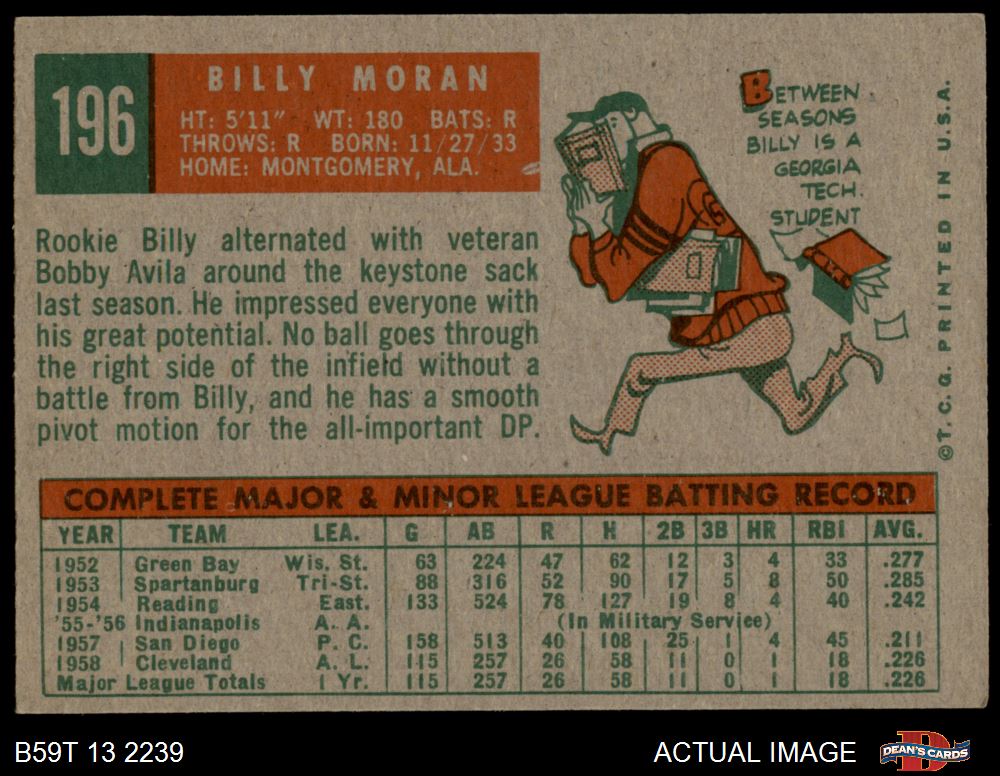 196
BILLY MORAN
HT: 5'11" WT: 180 BATS: R
THROWS: R BORN: 11/27/33
HOME: MONTGOMERY, ALA.
Rookie Billy alternated with veteran
Bobby Avila around the keystone sack
last season. He impressed everyone with
his great potential. No ball goes through
the right side of the infield without a
battle from Billy, and he has a smooth
pivot motion for the all-important DP.
BETWEEN
SEASONS
BILLY IS A
GEORGIA
TECH.
STUDENT
G
©T.C.G. PRINTED IN U.S.A.
COMPLETE MAJOR & MINOR LEAGUE BATTING RECORD
YEAR TEAM LEA. G AB R H 2B 3B HR RBI AVG.
1952 Green Bay Wis. St. 63 224 47 62 12 3 4 33 .277
1953 Spartanburg Tri-St. 88 316 52 90 17 5 8 50 .285
1954 Reading East. 133 524 78 127 19 8 4 40 .242
'55-'56 Indianapolis A. A. (In Military Service)
1957 San Diego P. C. 158 513 40 108 25 1 4 45 .211
1958 Cleveland A. L. 115 257 26 58 11 0 1 18 .226
Major League Totals 1 Yr. 115 257 26 58 11 0 1 18 .226
B59T 13 2239
ACTUAL IMAGE
D
DEAN'S CARDS